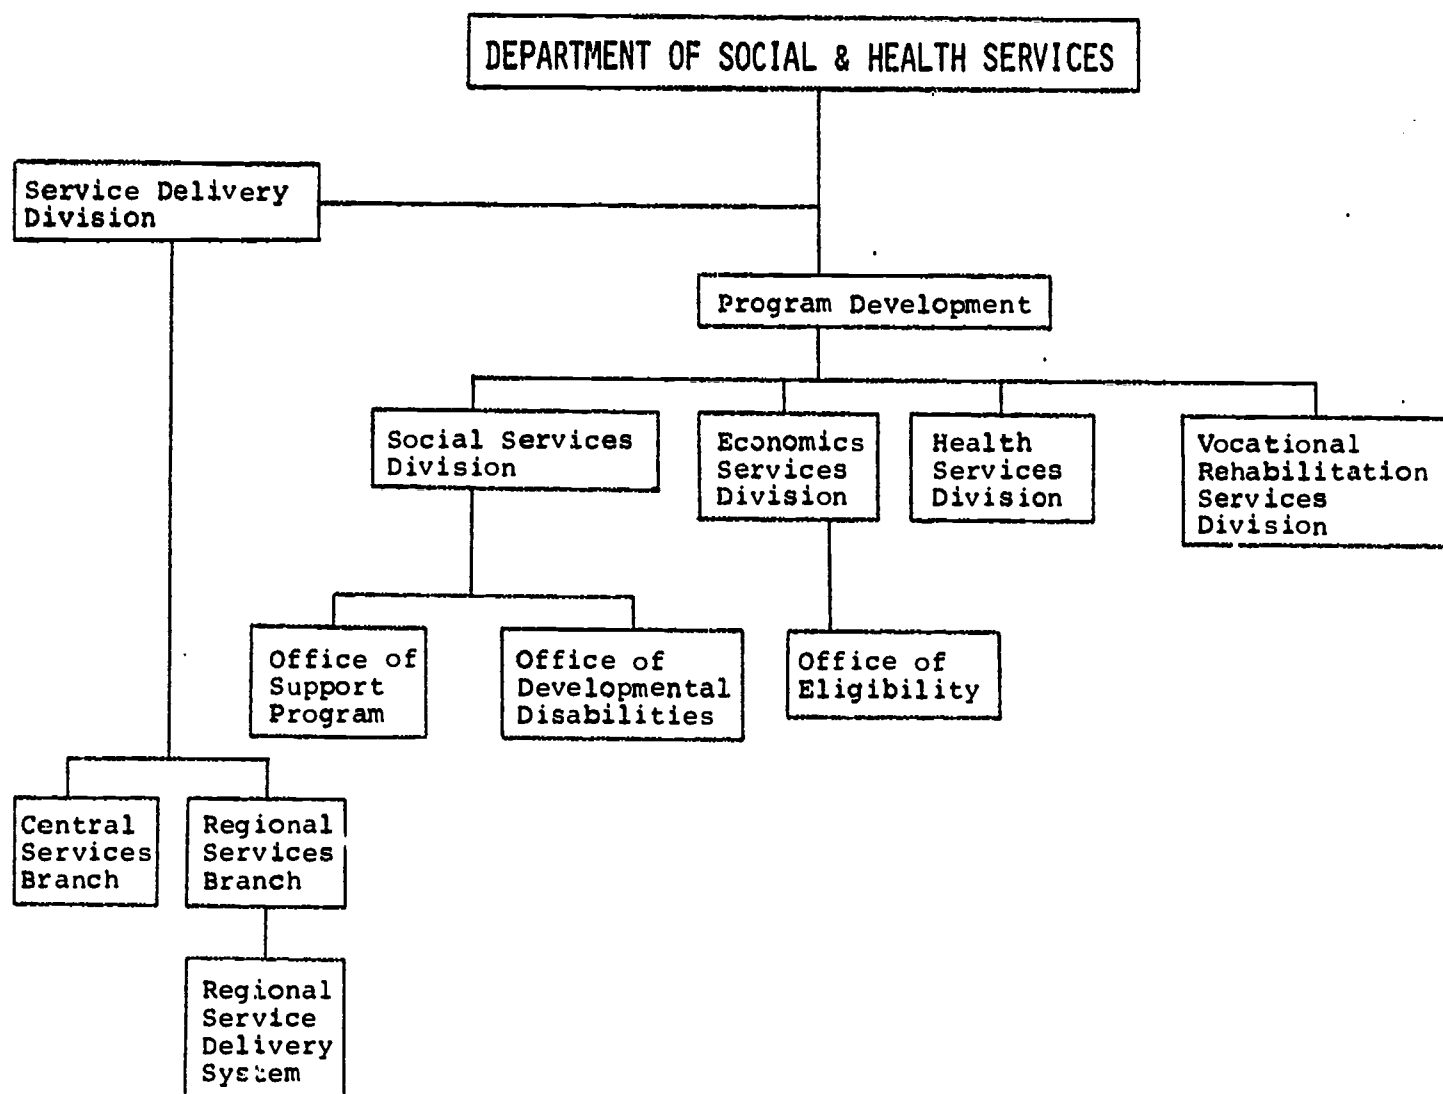 DEPARTMENT OF SOCIAL & HEALTH SERVICES
Service Delivery
Division
Program Development
Social Services
Division
Economics
Services
Division
Health
Services
Division
Vocational
Rehabilitation
Services
Division
Office of
Support
Program
Office of
Developmental
Disabilities
Office of
Eligibility
Central
Services
Branch
Regional
Services
Branch
Regional
Service
Delivery
System